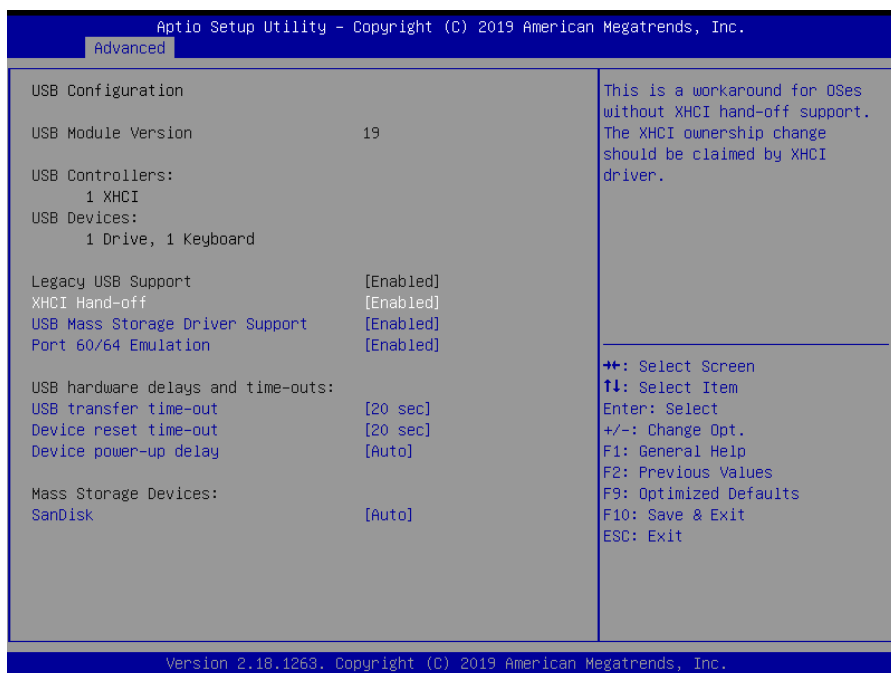 Aptio Setup Utility – Copyright (C) 2019 American Megatrends, Inc.
Advanced
USB Configuration
USB Module Version 19
USB Controllers:
1 XHCI
USB Devices:
1 Drive, 1 Keyboard
Legacy USB Support [Enabled]
XHCI Hand-off [Enabled]
USB Mass Storage Driver Support [Enabled]
Port 60/64 Emulation [Enabled]
USB hardware delays and time-outs:
USB transfer time-out [20 sec]
Device reset time-out [20 sec]
Device power-up delay [Auto]
Mass Storage Devices:
SanDisk [Auto]
This is a workaround for OSes
without XHCI hand-off support.
The XHCI ownership change
should be claimed by XHCI
driver.
→←: Select Screen
↑↓: Select Item
Enter: Select
+/-: Change Opt.
F1: General Help
F2: Previous Values
F9: Optimized Defaults
F10: Save & Exit
ESC: Exit
Version 2.18.1263. Copyright (C) 2019 American Megatrends, Inc.